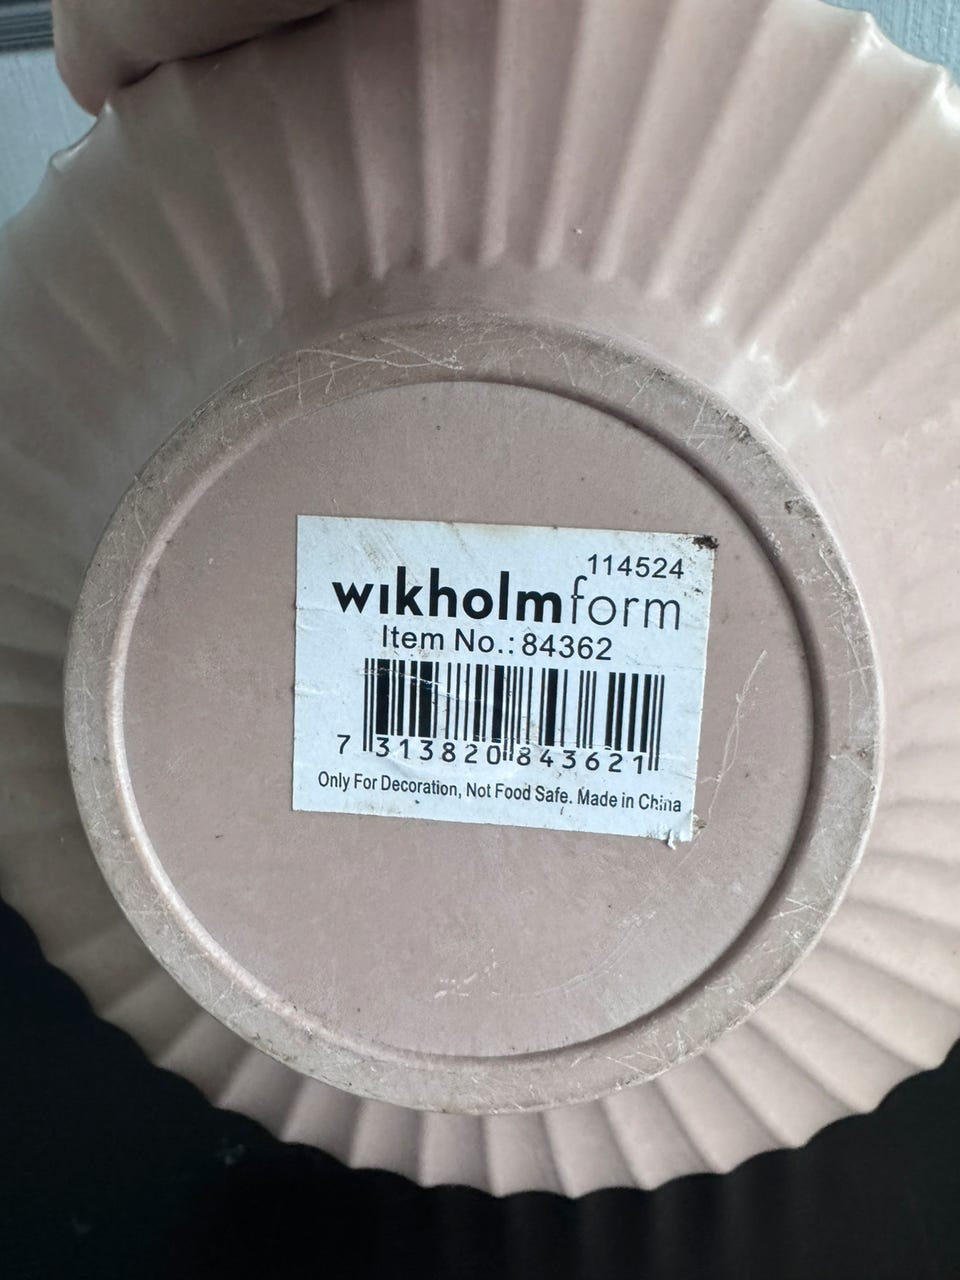 114524
wikholmform
Item No.: 84362
7 313820 843621
Only For Decoration, Not Food Safe. Made in China